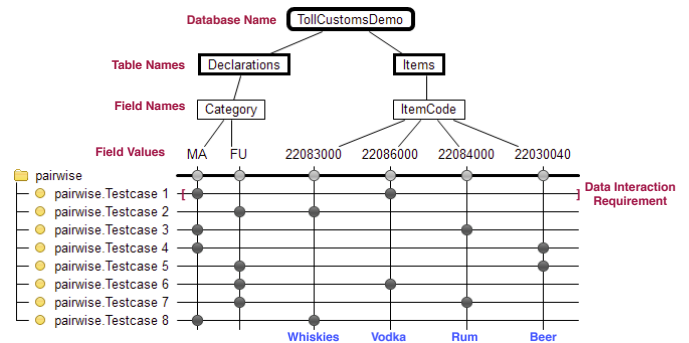 Database Name TollCustomsDemo
Table Names Declarations Items
Field Names Category ItemCode
Field Values MA FU 22083000 22086000 22084000 22030040
pairwise
pairwise.Testcase 1 [ ] Data Interaction
Requirement
pairwise.Testcase 2
pairwise.Testcase 3
pairwise.Testcase 4
pairwise.Testcase 5
pairwise.Testcase 6
pairwise.Testcase 7
pairwise.Testcase 8
Whiskies Vodka Rum Beer